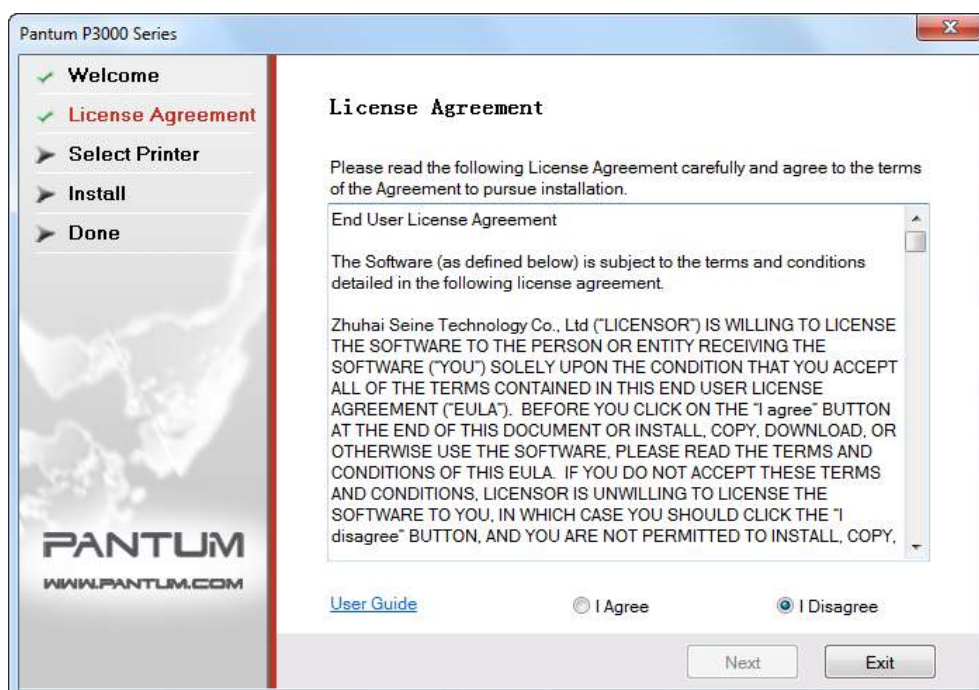 Pantum P3000 Series
Welcome
License Agreement
Select Printer
Install
Done
PANTUM
WWW.PANTUM.COM
License Agreement
Please read the following License Agreement carefully and agree to the terms
of the Agreement to pursue installation.
End User License Agreement
The Software (as defined below) is subject to the terms and conditions
detailed in the following license agreement.
Zhuhai Seine Technology Co., Ltd ("LICENSOR") IS WILLING TO LICENSE
THE SOFTWARE TO THE PERSON OR ENTITY RECEIVING THE
SOFTWARE ("YOU") SOLELY UPON THE CONDITION THAT YOU ACCEPT
ALL OF THE TERMS CONTAINED IN THIS END USER LICENSE
AGREEMENT ("EULA"). BEFORE YOU CLICK ON THE "I agree" BUTTON
AT THE END OF THIS DOCUMENT OR INSTALL, COPY, DOWNLOAD, OR
OTHERWISE USE THE SOFTWARE, PLEASE READ THE TERMS AND
CONDITIONS OF THIS EULA. IF YOU DO NOT ACCEPT THESE TERMS
AND CONDITIONS, LICENSOR IS UNWILLING TO LICENSE THE
SOFTWARE TO YOU, IN WHICH CASE YOU SHOULD CLICK THE "I
disagree" BUTTON, AND YOU ARE NOT PERMITTED TO INSTALL, COPY,
User Guide
I Agree
I Disagree
Next
Exit